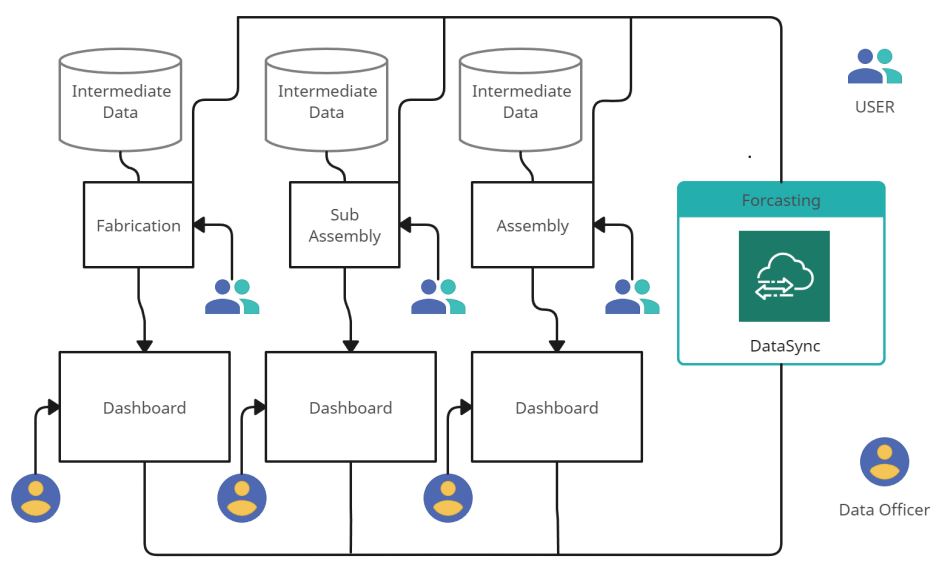 Intermediate
Data
Intermediate
Data
Intermediate
Data
USER
Fabrication
Sub
Assembly
Assembly
Forcasting
DataSync
Dashboard
Dashboard
Dashboard
Data Officer